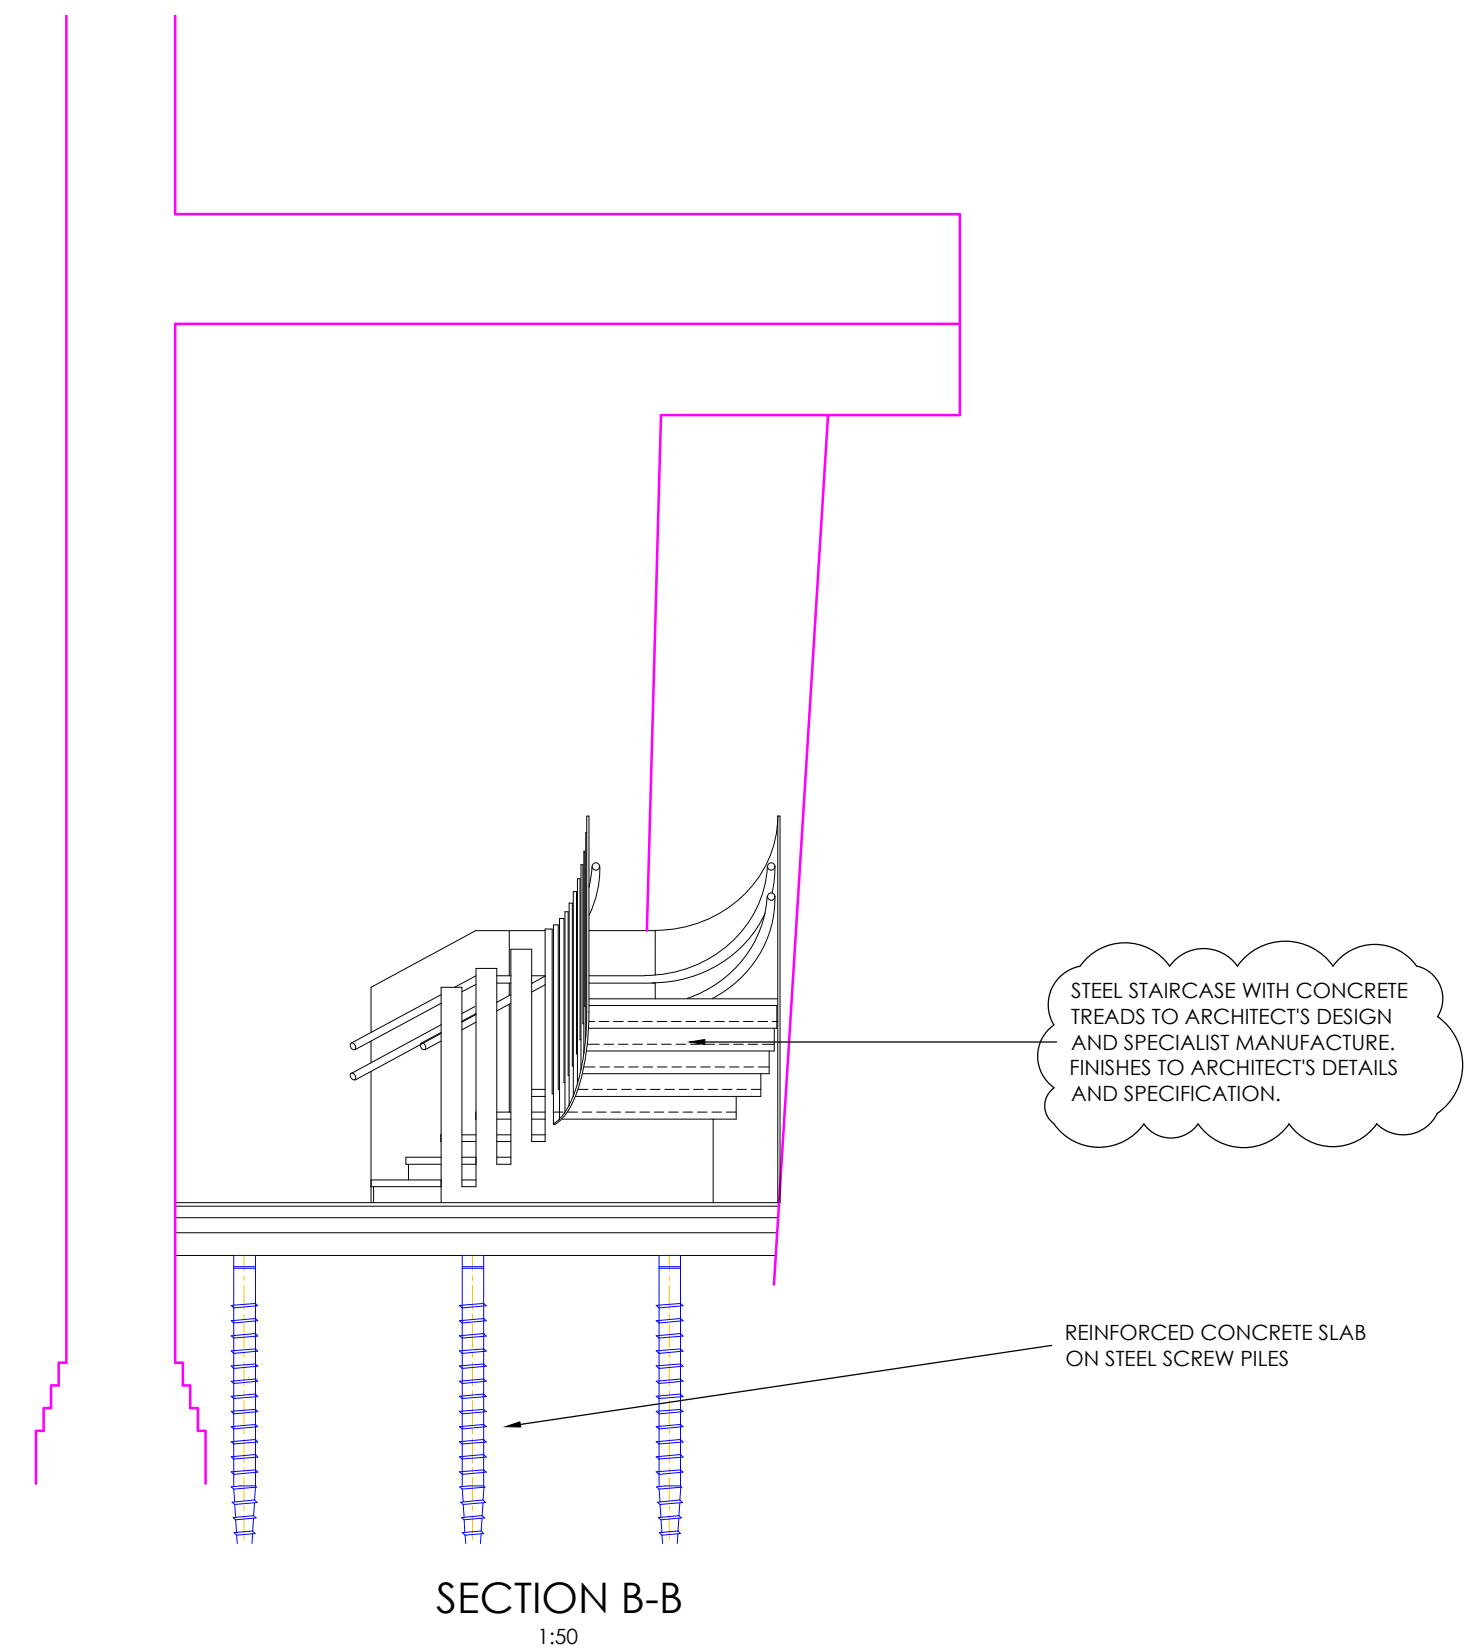 STEEL STAIRCASE WITH CONCRETE
TREADS TO ARCHITECT'S DESIGN
AND SPECIALIST MANUFACTURE.
FINISHES TO ARCHITECT'S DETAILS
AND SPECIFICATION.
REINFORCED CONCRETE SLAB
ON STEEL SCREW PILES
SECTION B-B
1:50